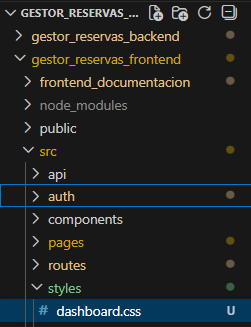 GESTOR_RESERVAS_...
gestor_reservas_backend
gestor_reservas_frontend
frontend_documentacion
node_modules
public
src
api
auth
components
pages
routes
styles
# dashboard.css U